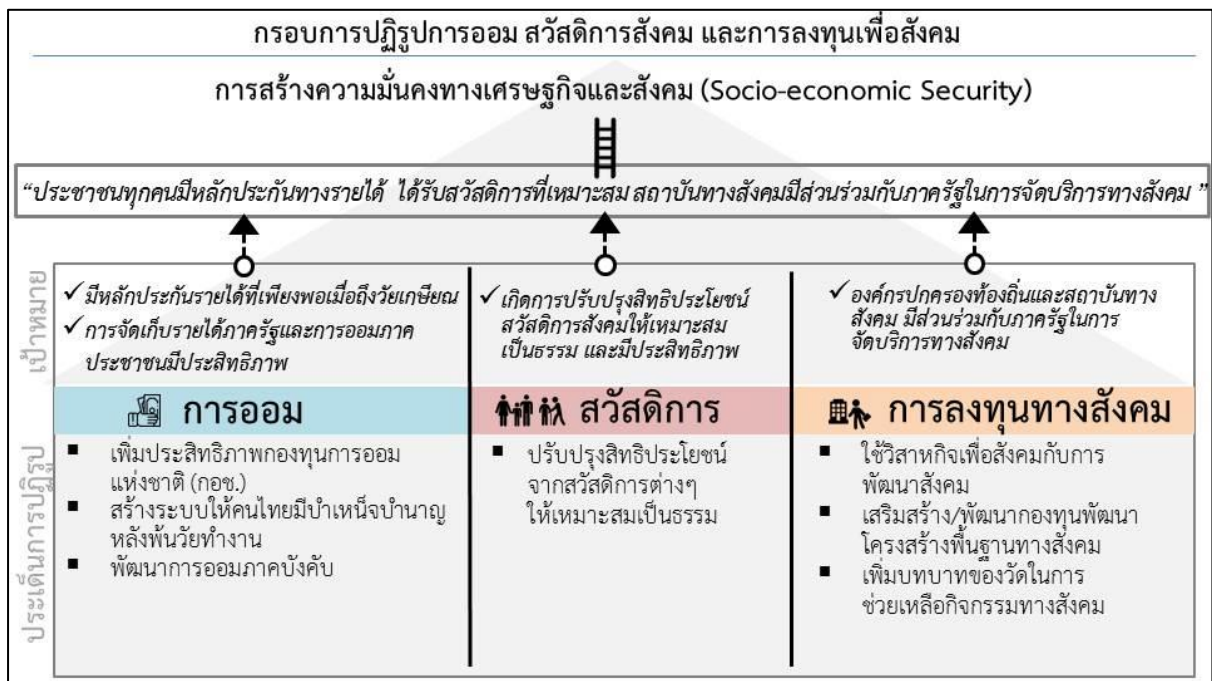 กรอบการปฏิรูปการออม สวัสดิการสังคม และการลงทุนเพื่อสังคม
การสร้างความมั่นคงทางเศรษฐกิจและสังคม (Socio-economic Security)
“ประชาชนทุกคนมีหลักประกันทางรายได้ ได้รับสวัสดิการที่เหมาะสม สถาบันทางสังคมมีส่วนร่วมกับภาครัฐในการจัดบริการทางสังคม ”
เป้าหมาย
✓ มีหลักประกันรายได้ที่เพียงพอเมื่อถึงวัยเกษียณ
✓ การจัดเก็บรายได้ภาครัฐและการออมภาค
ประชาชนมีประสิทธิภาพ
✓ เกิดการปรับปรุงสิทธิประโยชน์
สวัสดิการสังคมให้เหมาะสม
เป็นธรรม และมีประสิทธิภาพ
✓ องค์กรปกครองท้องถิ่นและสถาบันทาง
สังคม มีส่วนร่วมกับภาครัฐในการ
จัดบริการทางสังคม
ประเด็นการปฏิรูป
การออม
▪ เพิ่มประสิทธิภาพกองทุนการออม
แห่งชาติ (กอช.)
▪ สร้างระบบให้คนไทยมีบำเหน็จบำนาญ
หลังพ้นวัยทำงาน
▪ พัฒนาการออมภาคบังคับ
สวัสดิการ
▪ ปรับปรุงสิทธิประโยชน์
จากสวัสดิการต่างๆ
ให้เหมาะสมเป็นธรรม
การลงทุนทางสังคม
▪ ใช้วิสาหกิจเพื่อสังคมกับการ
พัฒนาสังคม
▪ เสริมสร้าง/พัฒนากองทุนพัฒนา
โครงสร้างพื้นฐานทางสังคม
▪ เพิ่มบทบาทของวัดในการ
ช่วยเหลือกิจกรรมทางสังคม